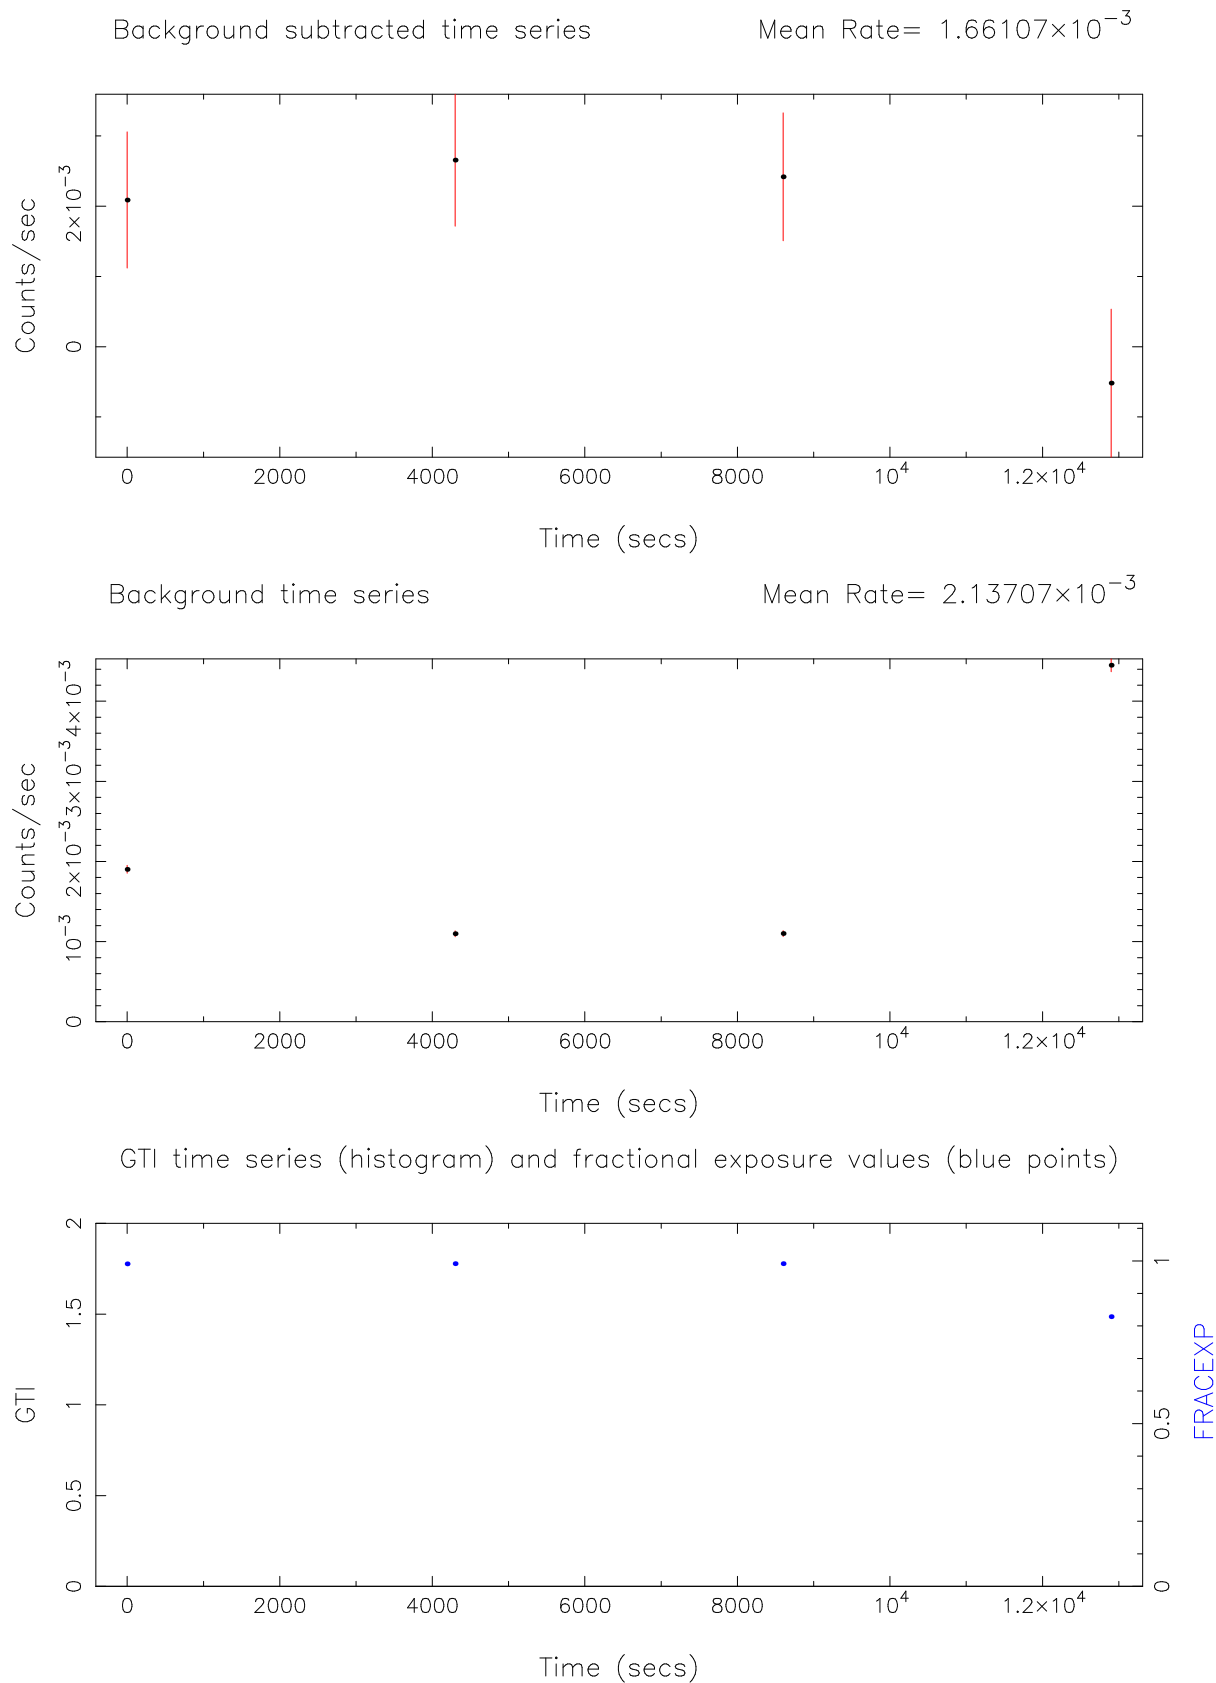 Background subtracted time series Mean Rate= 1.66107×10⁻³
Counts/sec
2×10⁻³
0
0 2000 4000 6000 8000 10⁴ 1.2×10⁴
Time (secs)
Background time series Mean Rate= 2.13707×10⁻³
Counts/sec
4×10⁻³
3×10⁻³
2×10⁻³
10⁻³
0
0 2000 4000 6000 8000 10⁴ 1.2×10⁴
Time (secs)
GTI time series (histogram) and fractional exposure values (blue points)
GTI
2
1.5
1
0.5
0
1
0.5
0
FRACEXP
0 2000 4000 6000 8000 10⁴ 1.2×10⁴
Time (secs)